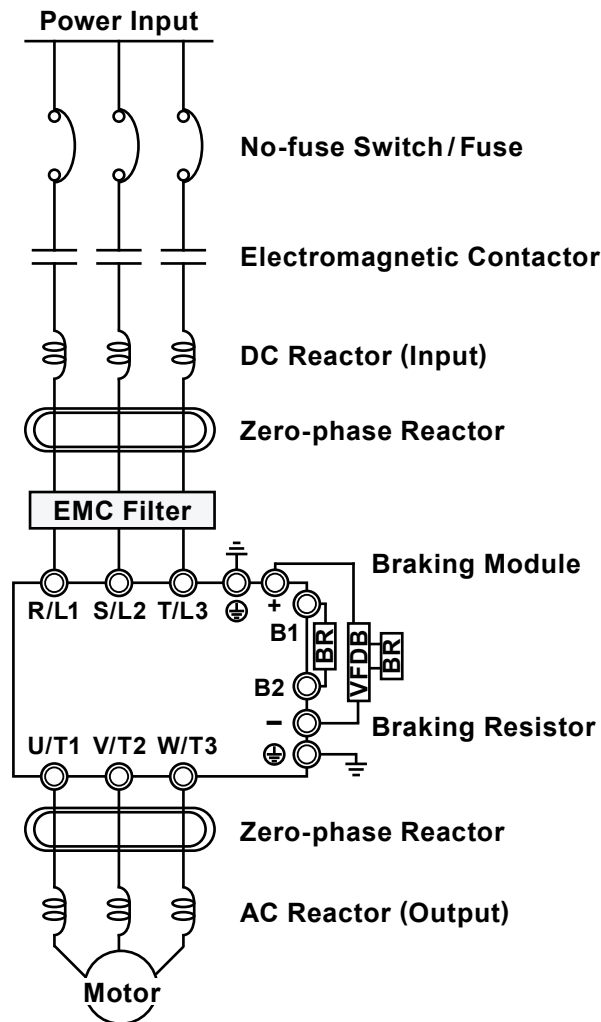 Power Input
No-fuse Switch / Fuse
Electromagnetic Contactor
DC Reactor (Input)
Zero-phase Reactor
EMC Filter
Braking Module
R/L1 S/L2 T/L3
+
B1
BR
VFDB
BR
B2
−
Braking Resistor
U/T1 V/T2 W/T3
Zero-phase Reactor
AC Reactor (Output)
Motor